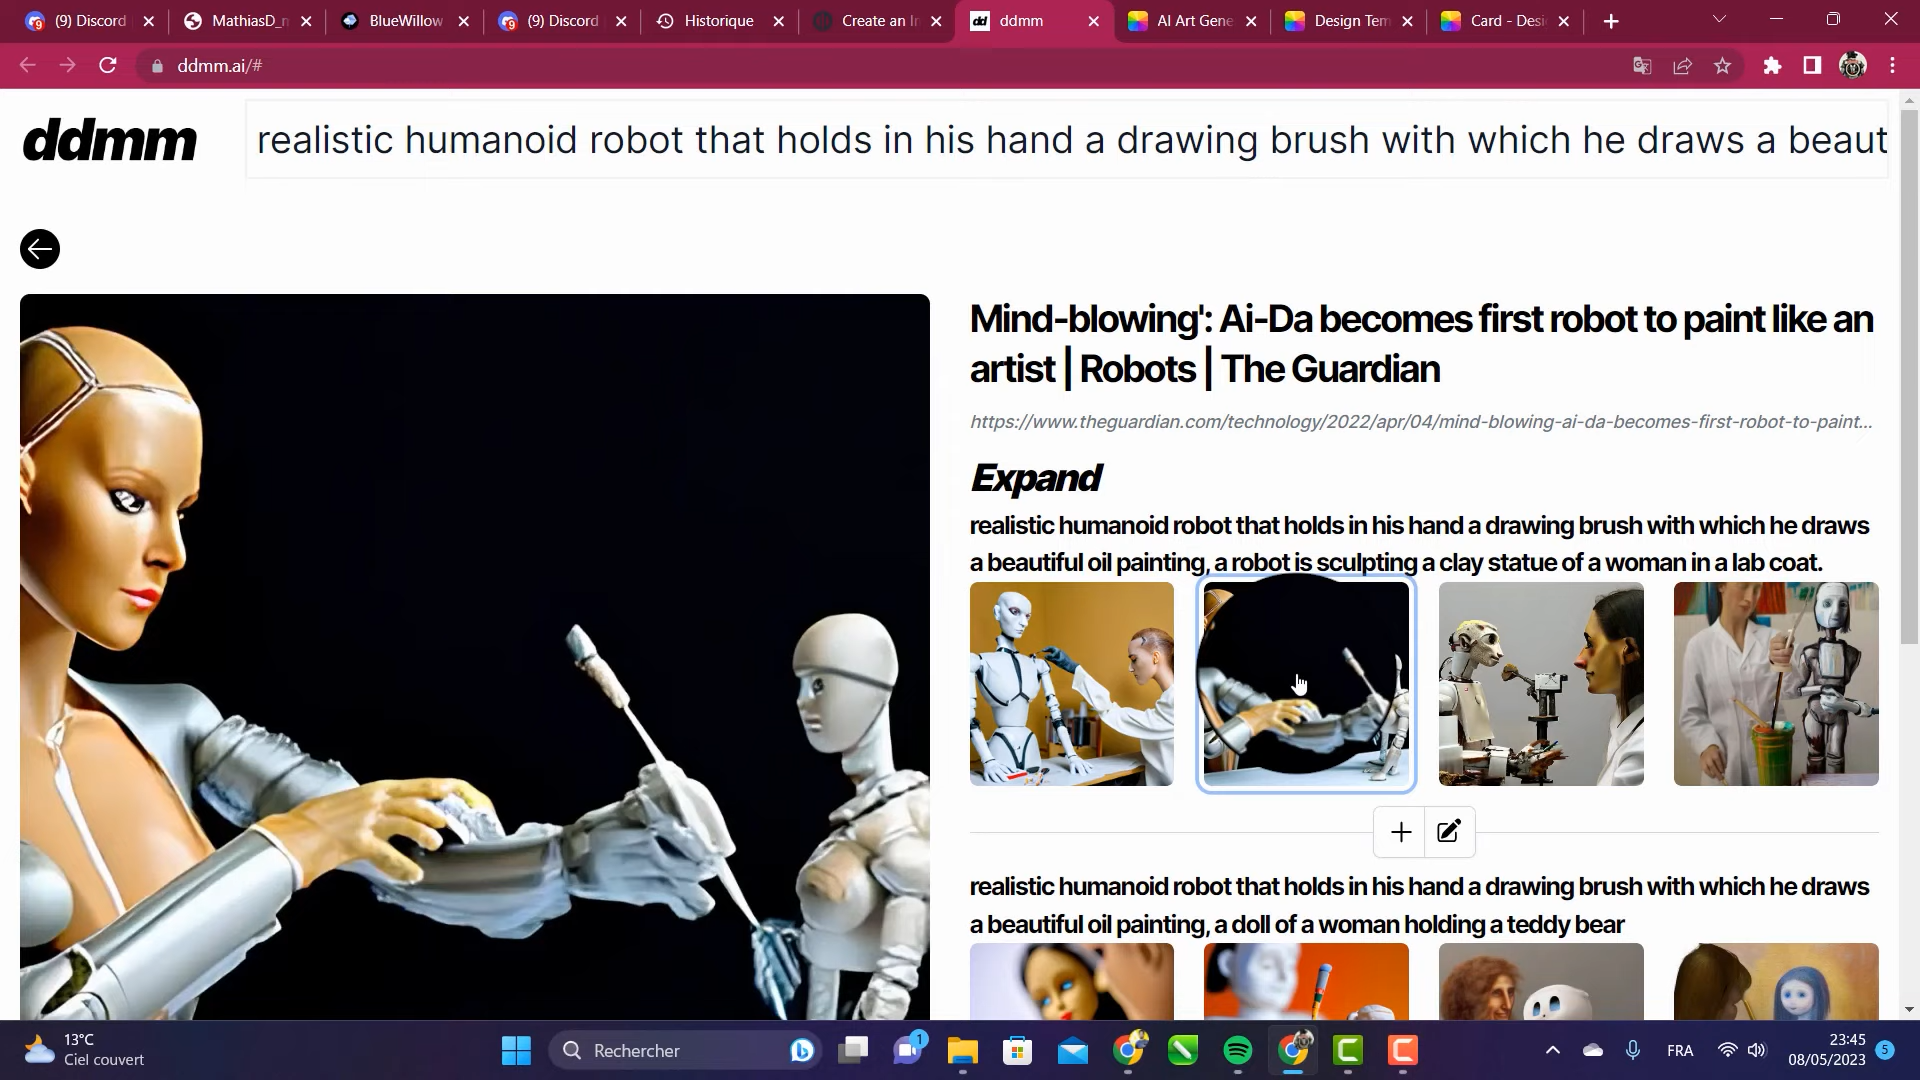 (9) Discord
MathiasD_
BlueWillow
(9) Discord
Historique
Create an I
ddmm
AI Art Gene
Design Tem
Card - Desi
ddmm.ai/#
ddmm
realistic humanoid robot that holds in his hand a drawing brush with which he draws a beaut
Mind-blowing': Ai-Da becomes first robot to paint like an
artist | Robots | The Guardian
https://www.theguardian.com/technology/2022/apr/04/mind-blowing-ai-da-becomes-first-robot-to-paint...
Expand
realistic humanoid robot that holds in his hand a drawing brush with which he draws
a beautiful oil painting, a robot is sculpting a clay statue of a woman in a lab coat.
realistic humanoid robot that holds in his hand a drawing brush with which he draws
a beautiful oil painting, a doll of a woman holding a teddy bear
13°C
Ciel couvert
Rechercher
1
FRA
23:45
08/05/2023
5